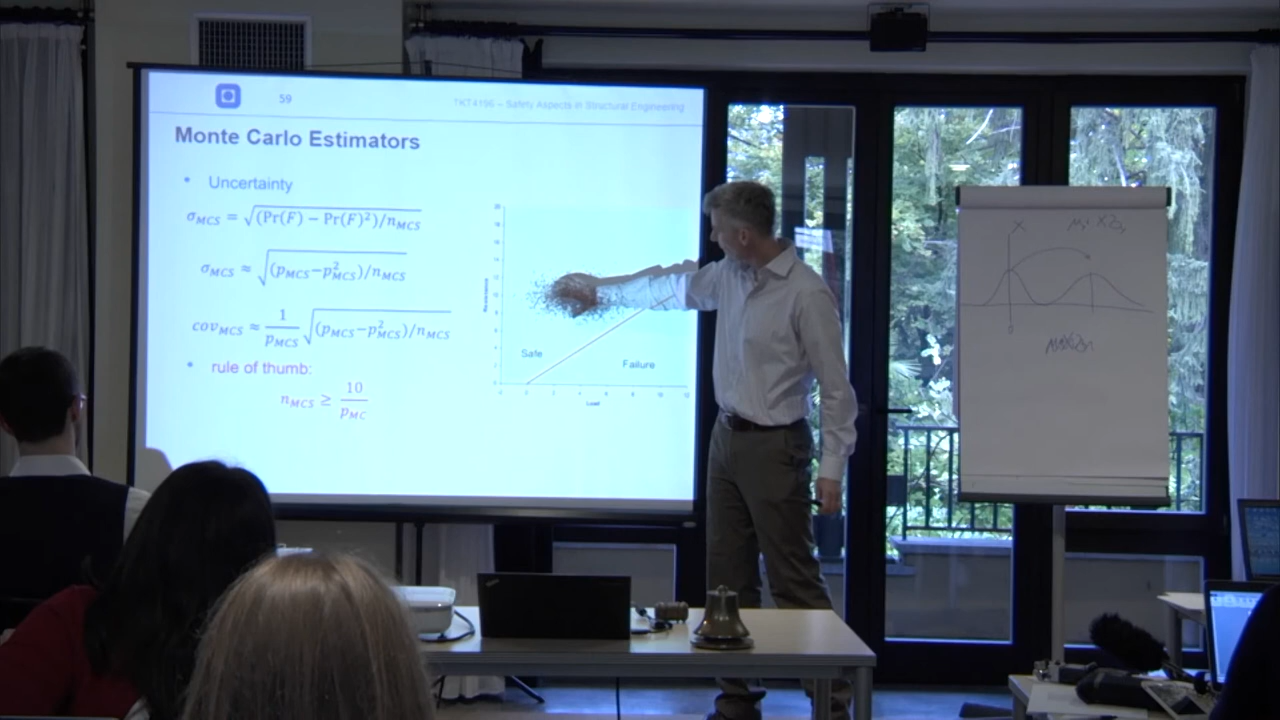 59
TKT4196 – Safety Aspects in Structural Engineering
Monte Carlo Estimators
• Uncertainty
σ_MCS = √((Pr(F) − Pr(F)²)/n_MCS)
σ_MCS ≈ √((p_MCS−p²_MCS)/n_MCS)
cov_MCS ≈ 1/p_MCS √((p_MCS−p²_MCS)/n_MCS)
• rule of thumb:
n_MCS ≥ 10/p_MC
Safe
Failure
Load
X